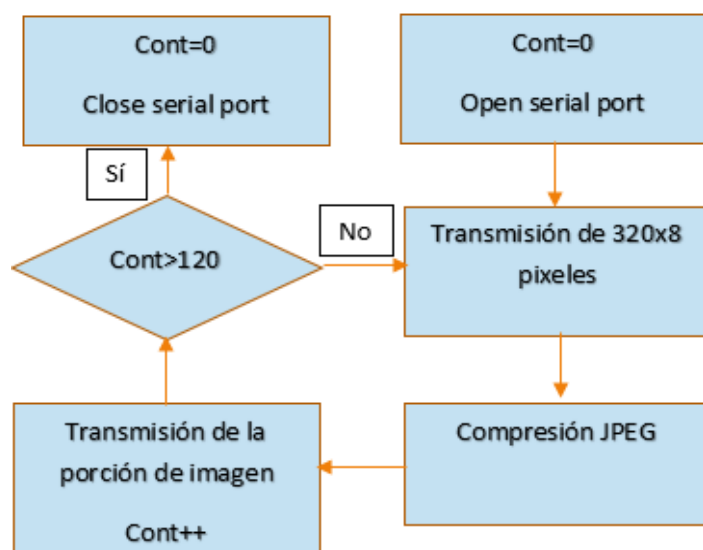 Cont=0
Close serial port
Cont=0
Open serial port
Sí
Cont>120
No
Transmisión de 320x8
pixeles
Transmisión de la
porción de imagen
Cont++
Compresión JPEG